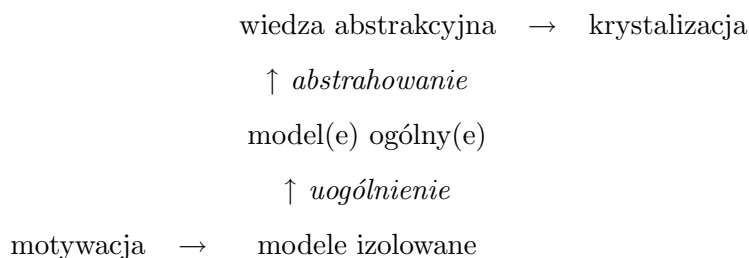 wiedza abstrakcyjna → krystalizacja
↑ abstrahowanie
model(e) ogólny(e)
↑ uogólnienie
motywacja → modele izolowane